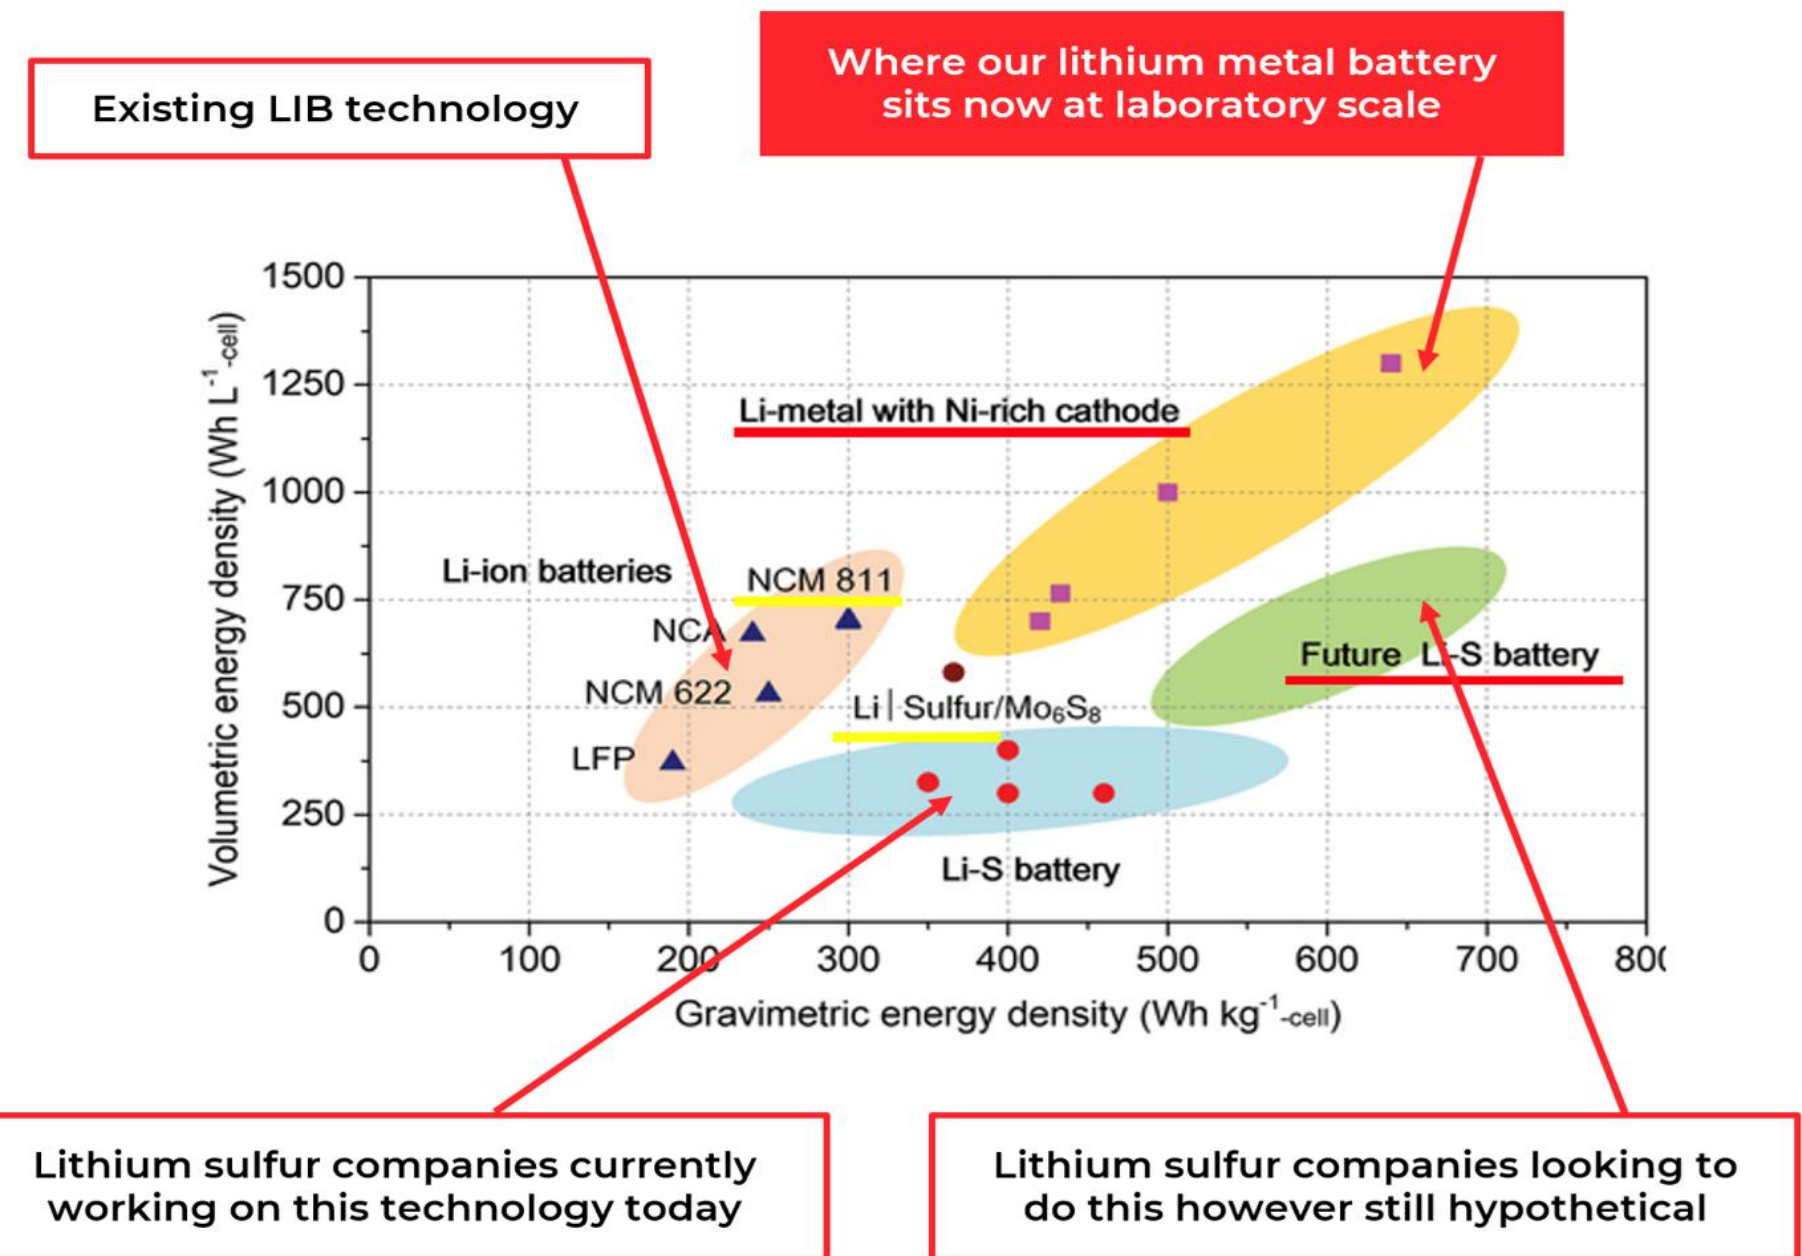 Where our lithium metal battery
sits now at laboratory scale
Existing LIB technology
1500
1250
1000
750
500
250
0
Volumetric energy density (Wh L⁻¹-cell)
Li-metal with Ni-rich cathode
Li-ion batteries
NCM 811
NCA
NCM 622
LFP
Li | Sulfur/Mo₆S₈
Future Li-S battery
Li-S battery
0 100 200 300 400 500 600 700 800
Gravimetric energy density (Wh kg⁻¹-cell)
Lithium sulfur companies currently
working on this technology today
Lithium sulfur companies looking to
do this however still hypothetical